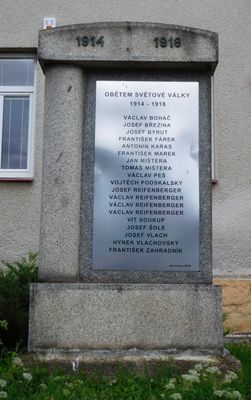 1914 1918
OBĚTEM SVĚTOVÉ VÁLKY
1914 - 1918
VÁCLAV BOHÁČ
JOSEF BŘEZINA
JOSEF BYRUT
FRANTIŠEK FÁREK
ANTONÍN KARAS
FRANTIŠEK MAREK
JAN MIŠTERA
TOMÁŠ MIŠTERA
VÁCLAV PEŠ
VOJTĚCH PODSKALSKÝ
JOSEF REIFENBERGER
VÁCLAV REIFENBERGER
VÁCLAV REIFENBERGER
VÁCLAV REIFENBERGER
VÍT SOUKUP
JOSEF ŠOLE
JOSEF VLACH
HYNEK VLACHOVSKÝ
FRANTIŠEK ZAHRADNÍK